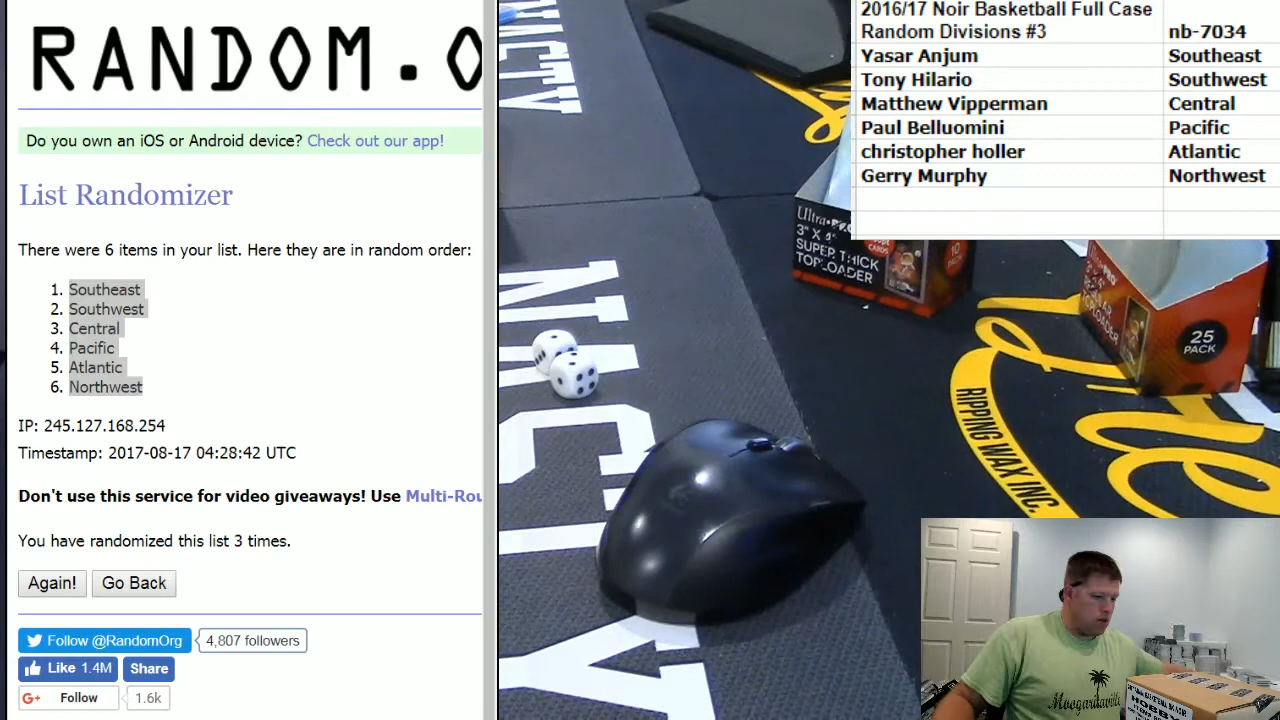 RANDOM.O
Do you own an iOS or Android device? Check out our app!
List Randomizer
There were 6 items in your list. Here they are in random order:
1. Southeast
2. Southwest
3. Central
4. Pacific
5. Atlantic
6. Northwest
IP: 245.127.168.254
Timestamp: 2017-08-17 04:28:42 UTC
Don't use this service for video giveaways! Use Multi-Rou
You have randomized this list 3 times.
Again! Go Back
Follow @RandomOrg 4,807 followers
Like 1.4M Share
G+ Follow 1.6k
2016/17 Noir Basketball Full Case
Random Divisions #3 nb-7034
Yasar Anjum Southeast
Tony Hilario Southwest
Matthew Vipperman Central
Paul Belluomini Pacific
christopher holler Atlantic
Gerry Murphy Northwest
Ultra PRO
3" X 4"
SUPER THICK
TOPLOADER
25
PACK
RIPPING WAX INC.
Moogardaville
HOBBY